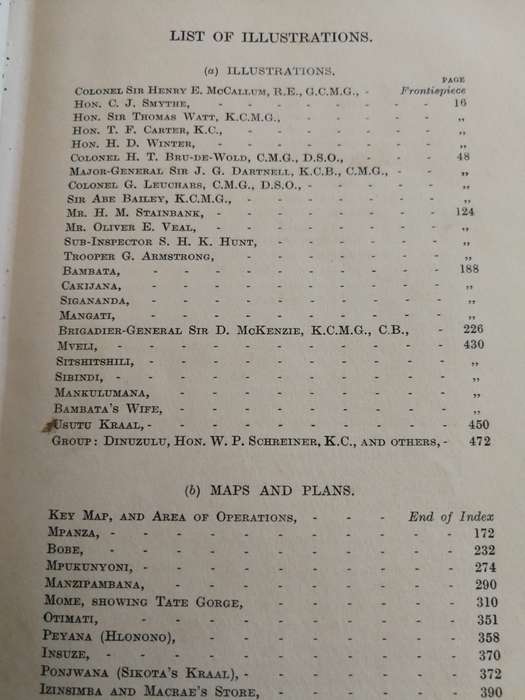 LIST OF ILLUSTRATIONS.
(a) ILLUSTRATIONS.
PAGE
COLONEL SIR HENRY E. MCCALLUM, R.E., G.C.M.G., - Frontispiece
HON. C. J. SMYTHE, - - - - - - - 16
HON. SIR THOMAS WATT, K.C.M.G., - - - - - ,,
HON. T. F. CARTER, K.C., - - - - - - ,,
HON. H. D. WINTER, - - - - - - - ,,
COLONEL H. T. BRU-DE-WOLD, C.M.G., D.S.O., - - - 48
MAJOR-GENERAL SIR J. G. DARTNELL, K.C.B., C.M.G., - - ,,
COLONEL G. LEUCHARS, C.M.G., D.S.O., - - - - - ,,
SIR ABE BAILEY, K.C.M.G., - - - - - - - ,,
MR. H. M. STAINBANK, - - - - - - - 124
MR. OLIVER E. VEAL, - - - - - - - ,,
SUB-INSPECTOR S. H. K. HUNT, - - - - - - ,,
TROOPER G. ARMSTRONG, - - - - - - - ,,
BAMBATA, - - - - - - - - - 188
CAKIJANA, - - - - - - - - - ,,
SIGANANDA, - - - - - - - - - ,,
MANGATI, - - - - - - - - - ,,
BRIGADIER-GENERAL SIR D. MCKENZIE, K.C.M.G., C.B., - 226
MVELI, - - - - - - - - - - 430
SITSHITSHILI, - - - - - - - - - ,,
SIBINDI, - - - - - - - - - - ,,
MANKULUMANA, - - - - - - - - ,,
BAMBATA'S WIFE, - - - - - - - - ,,
USUTU KRAAL, - - - - - - - - - 450
GROUP: DINUZULU, HON. W. P. SCHREINER, K.C., AND OTHERS, - 472
(b) MAPS AND PLANS.
KEY MAP, AND AREA OF OPERATIONS, - - - End of Index
MPANZA, - - - - - - - - - - 172
BOBE, - - - - - - - - - - 232
MPUKUNYONI, - - - - - - - - - 274
MANZIPAMBANA, - - - - - - - - 290
MOME, SHOWING TATE GORGE, - - - - - - 310
OTIMATI, - - - - - - - - - 351
PEYANA (HLONONO), - - - - - - - 358
INSUZE, - - - - - - - - - - 370
PONJWANA (SIKOTA'S KRAAL), - - - - - - 372
IZINSIMBA AND MACRAE'S STORE, - - - - - 390